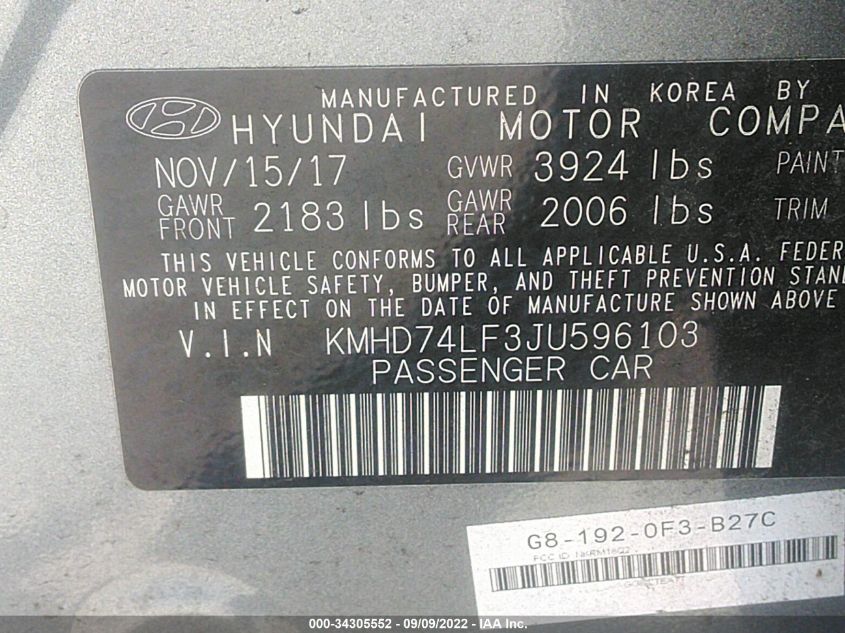 MANUFACTURED IN KOREA BY
HYUNDAI MOTOR COMPA
NOV/15/17 GVWR 3924 lbs PAINT
GAWR FRONT 2183 lbs GAWR REAR 2006 lbs TRIM
THIS VEHICLE CONFORMS TO ALL APPLICABLE U.S.A. FEDER
MOTOR VEHICLE SAFETY, BUMPER, AND THEFT PREVENTION STAN
IN EFFECT ON THE DATE OF MANUFACTURE SHOWN ABOVE
V.I.N KMHD74LF3JU596103
PASSENGER CAR
G8-192-0F3-B27C
FCC ID:
000-34305552 - 09/09/2022 - IAA Inc.